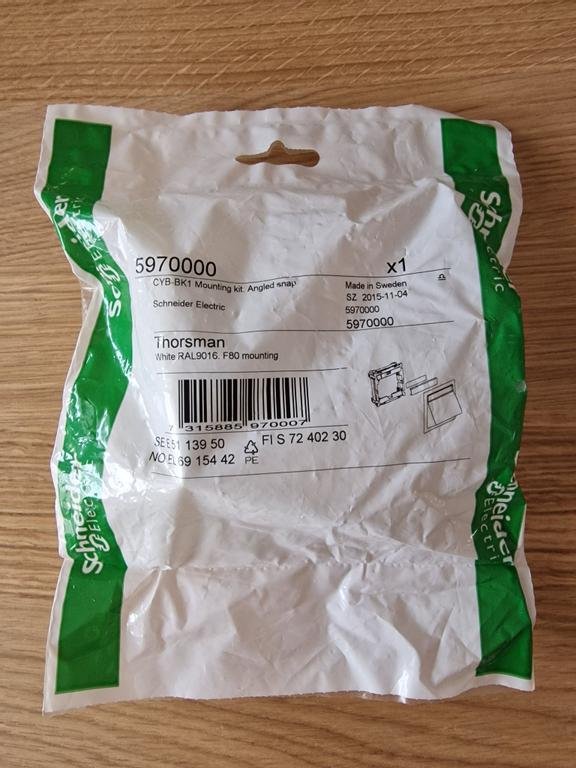 Schneider
Electric
Schneider
Electric
5970000
x1
CYB-BK1 Mounting kit. Angled snap
Made in Sweden
SZ 2015-11-04
Schneider Electric
5970000
5970000
Thorsman
White RAL9016. F80 mounting
7 315885 970007
SE E51 139 50
FI S 72 402 30
NO EL69 154 42
PE
Schneider
Electric
Schneider
Electric